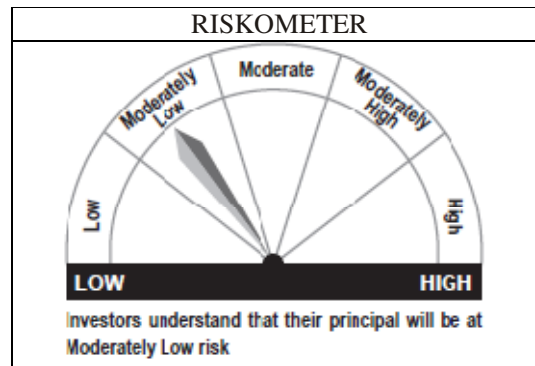 RISKOMETER
Moderate
Moderately
Low
Moderately
High
Low
High
LOW HIGH
Investors understand that their principal will be at
Moderately Low risk